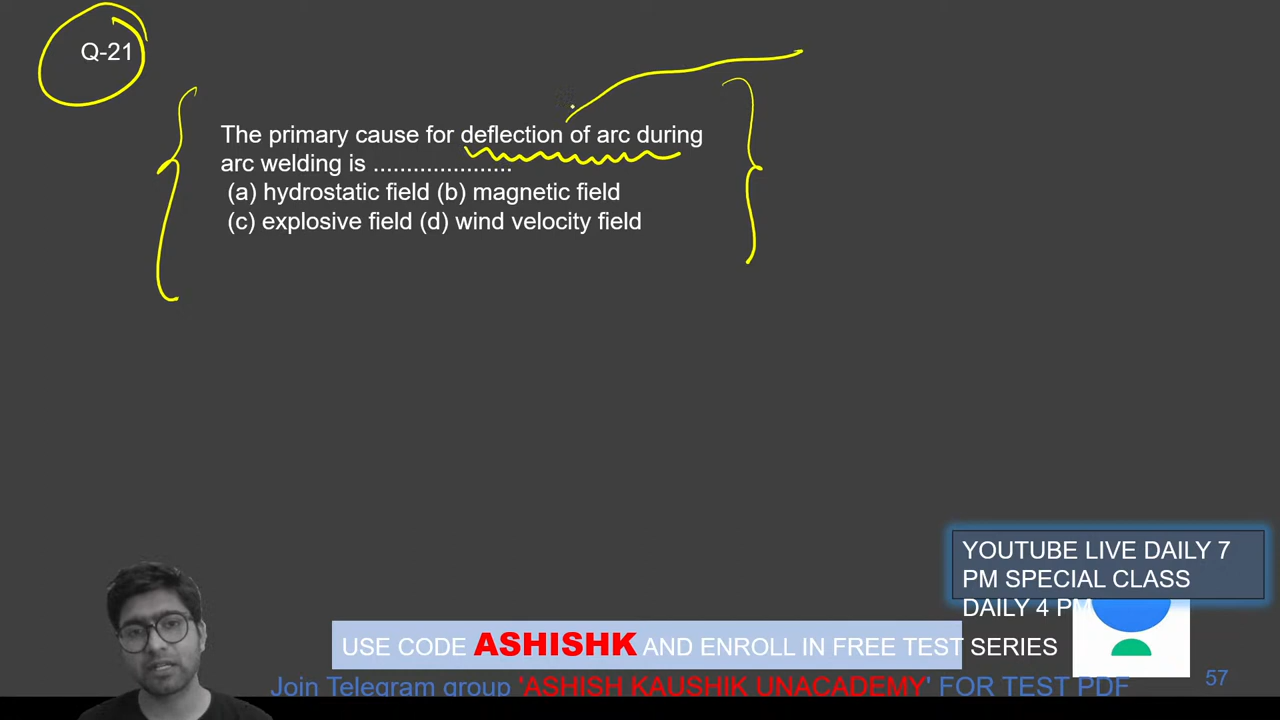 Q-21
The primary cause for deflection of arc during
arc welding is ......................
(a) hydrostatic field (b) magnetic field
(c) explosive field (d) wind velocity field
YOUTUBE LIVE DAILY 7
PM SPECIAL CLASS
DAILY 4 PM
USE CODE ASHISHK AND ENROLL IN FREE TEST SERIES
Join Telegram group 'ASHISH KAUSHIK UNACADEMY' FOR TEST PDF
57